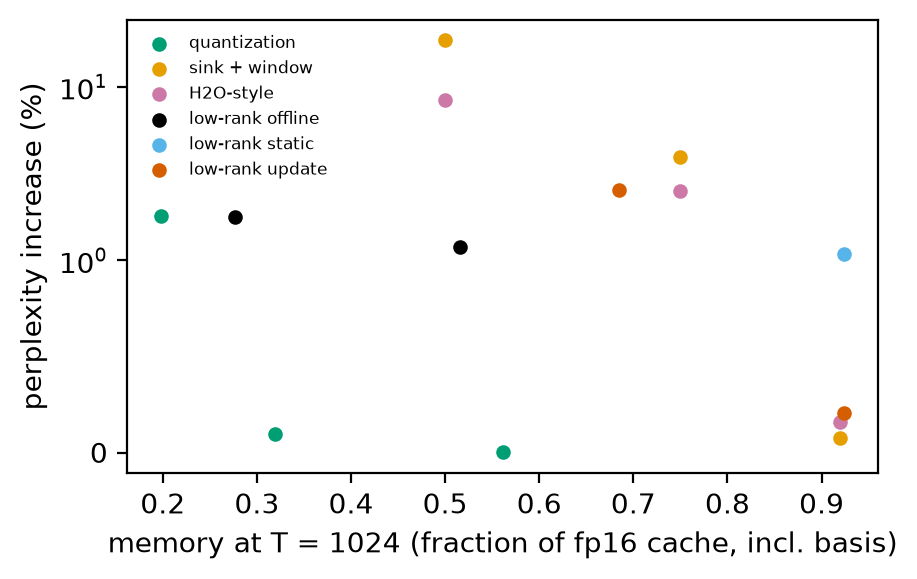 quantization
sink + window
H2O-style
low-rank offline
low-rank static
low-rank update
perplexity increase (%)
10¹
10⁰
0
0.2 0.3 0.4 0.5 0.6 0.7 0.8 0.9
memory at T = 1024 (fraction of fp16 cache, incl. basis)